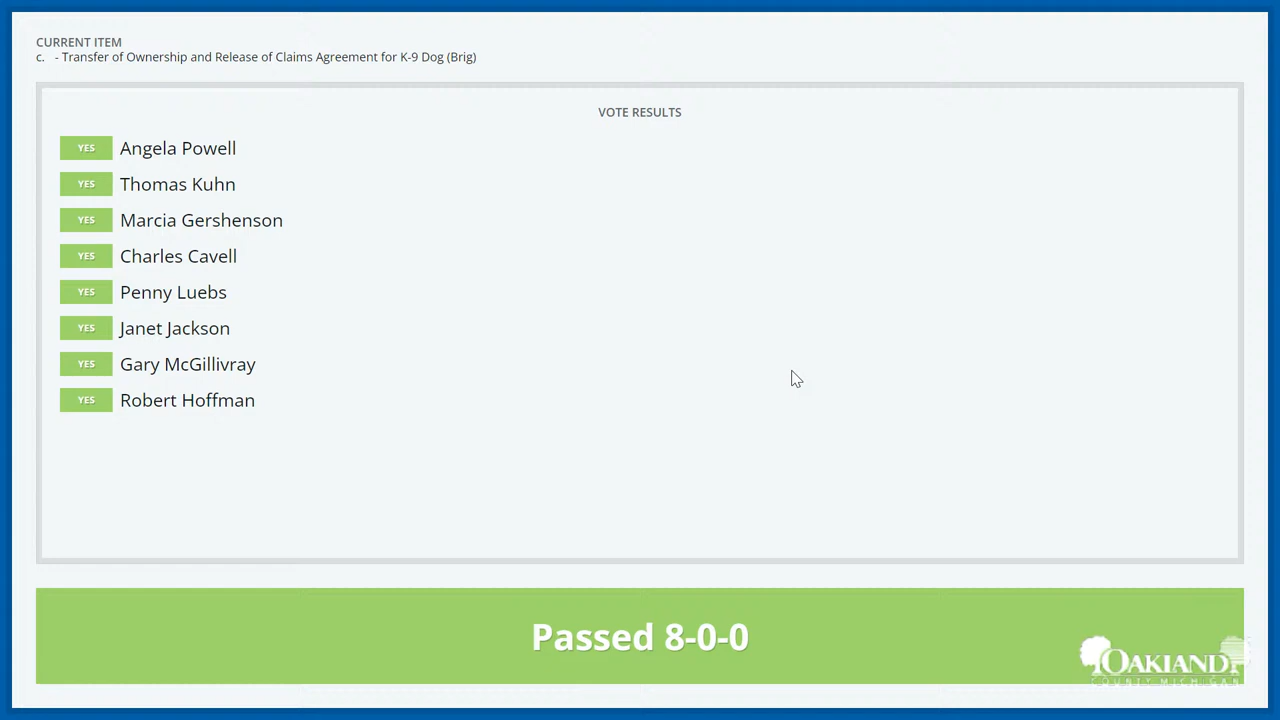 CURRENT ITEM
c. - Transfer of Ownership and Release of Claims Agreement for K-9 Dog (Brig)
VOTE RESULTS
YES Angela Powell
YES Thomas Kuhn
YES Marcia Gershenson
YES Charles Cavell
YES Penny Luebs
YES Janet Jackson
YES Gary McGillivray
YES Robert Hoffman
Passed 8-0-0
OAKLAND
COUNTY MICHIGAN